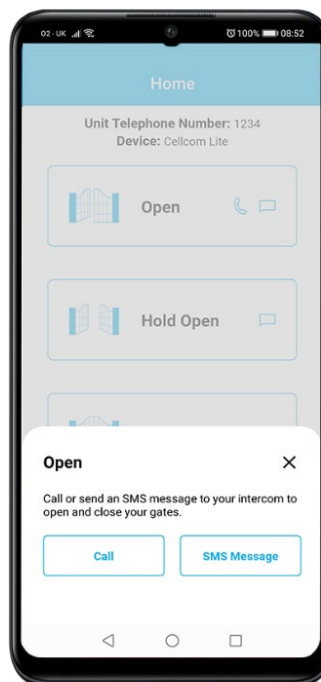 02-UK 100% 08:52
Home
Unit Telephone Number: 1234
Device: Cellcom Lite
Open
Hold Open
Open
Call or send an SMS message to your intercom to
open and close your gates.
Call SMS Message